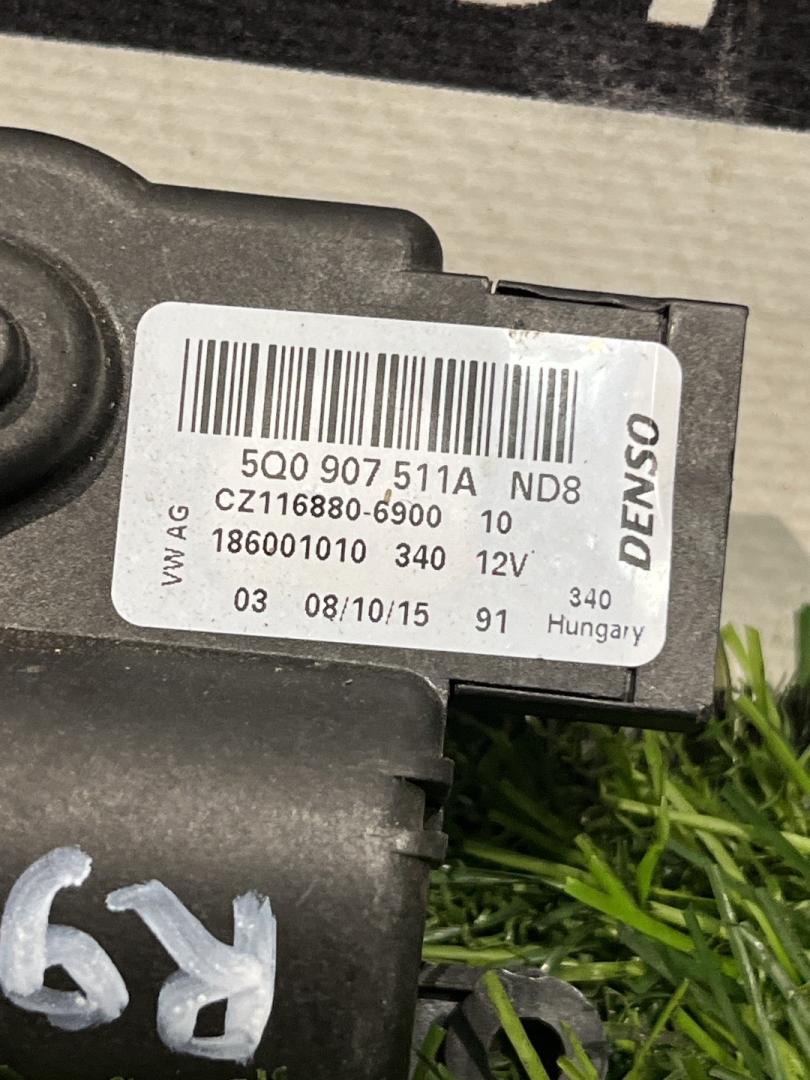 5Q0 907 511A ND8
CZ116880-6900 10
186001010 340 12V
03 08/10/15 91
340
Hungary
VW AG
DENSO
R9